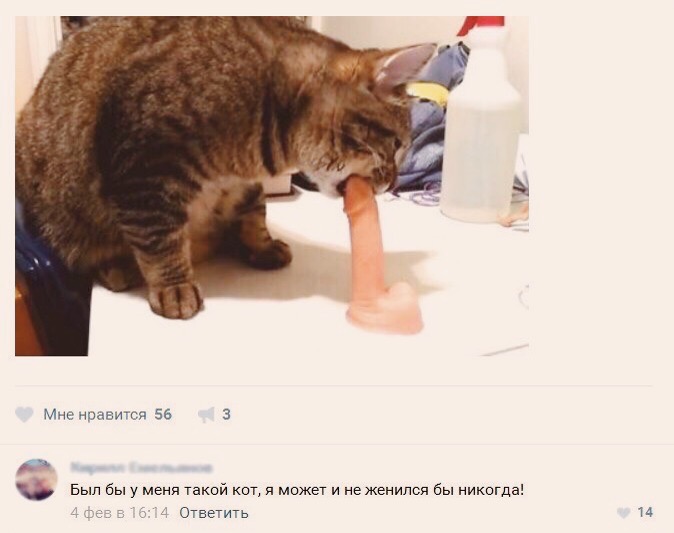 Мне нравится 56 3
Был бы у меня такой кот, я может и не женился бы никогда!
4 фев в 16:14 Ответить 14